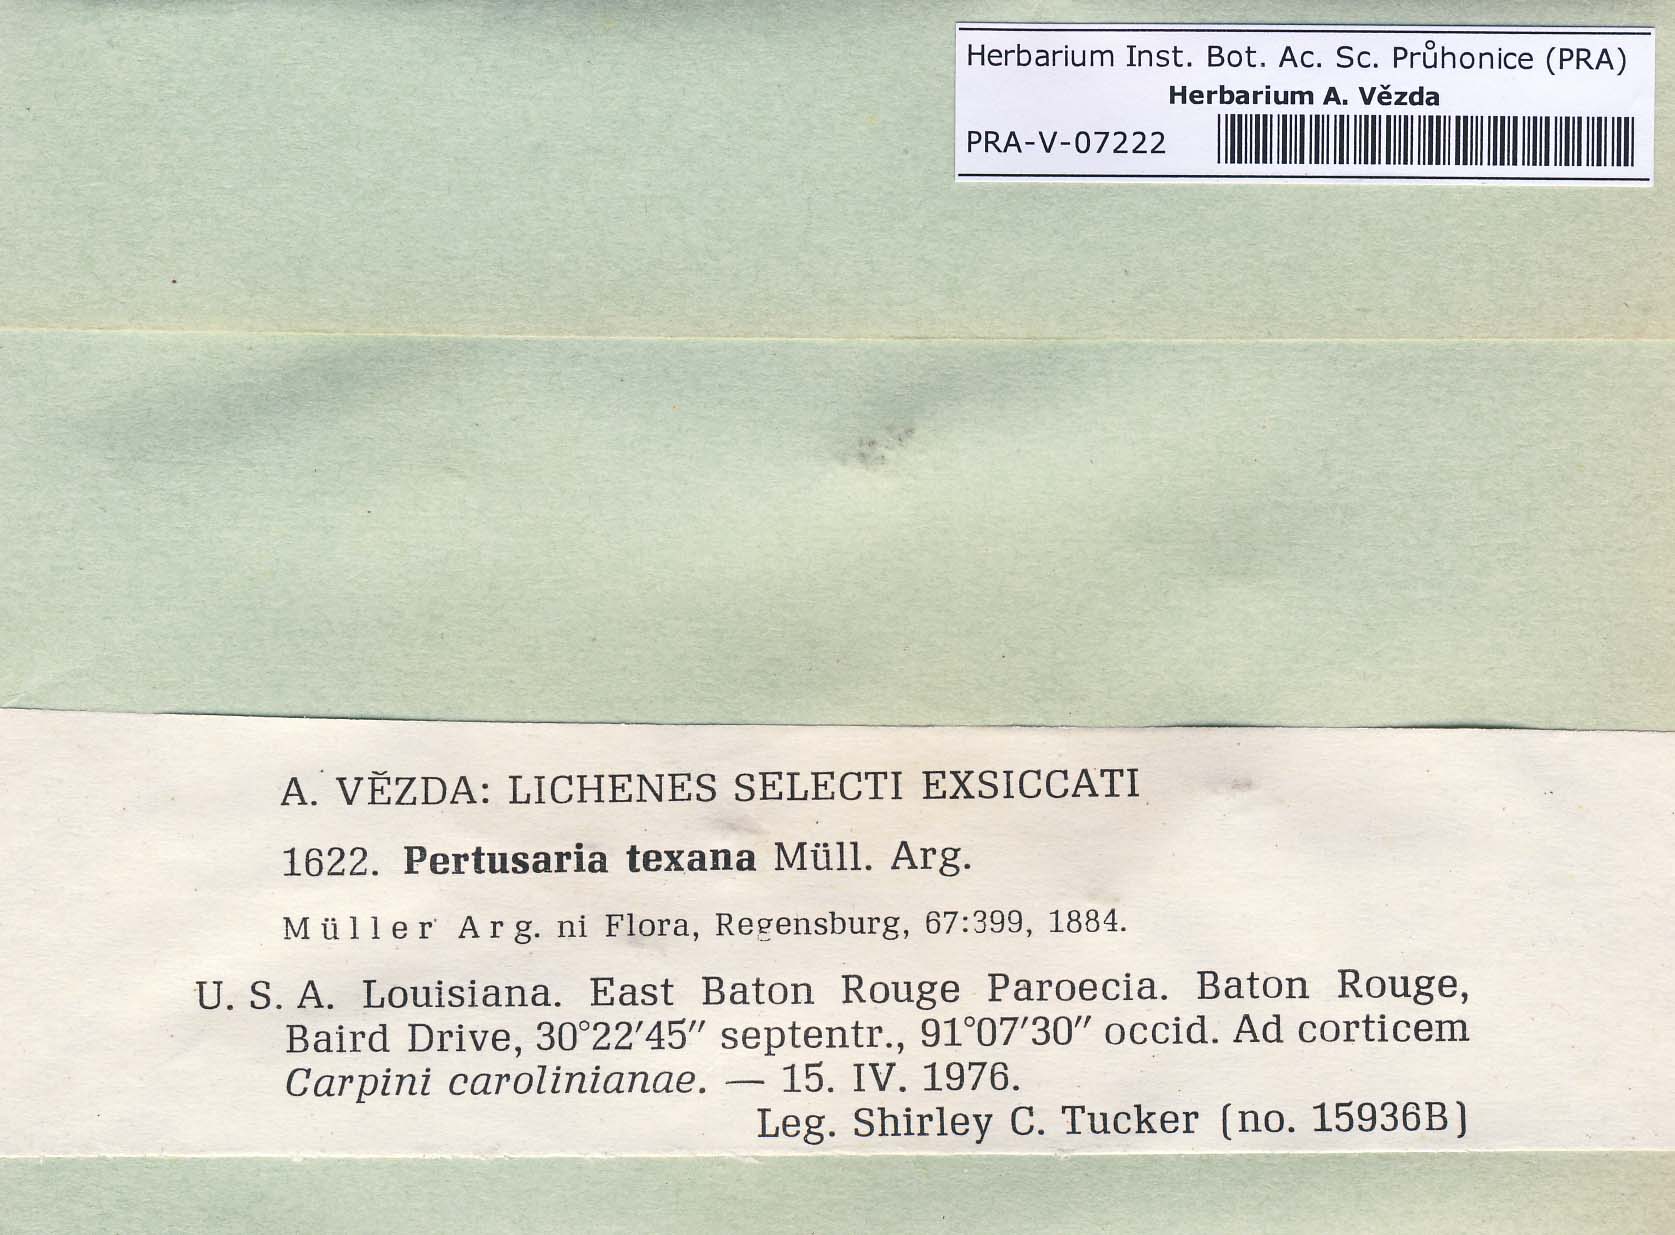 Herbarium Inst. Bot. Ac. Sc. Průhonice (PRA)
Herbarium A. Vězda
PRA-V-07222
A. VĚZDA: LICHENES SELECTI EXSICCATI
1622. Pertusaria texana Müll. Arg.
Müller Arg. ni Flora, Regensburg, 67:399, 1884.
U. S. A. Louisiana. East Baton Rouge Paroecia. Baton Rouge,
Baird Drive, 30°22′45″ septentr., 91°07′30″ occid. Ad corticem
Carpini carolinianae. — 15. IV. 1976.
Leg. Shirley C. Tucker (no. 15936B)